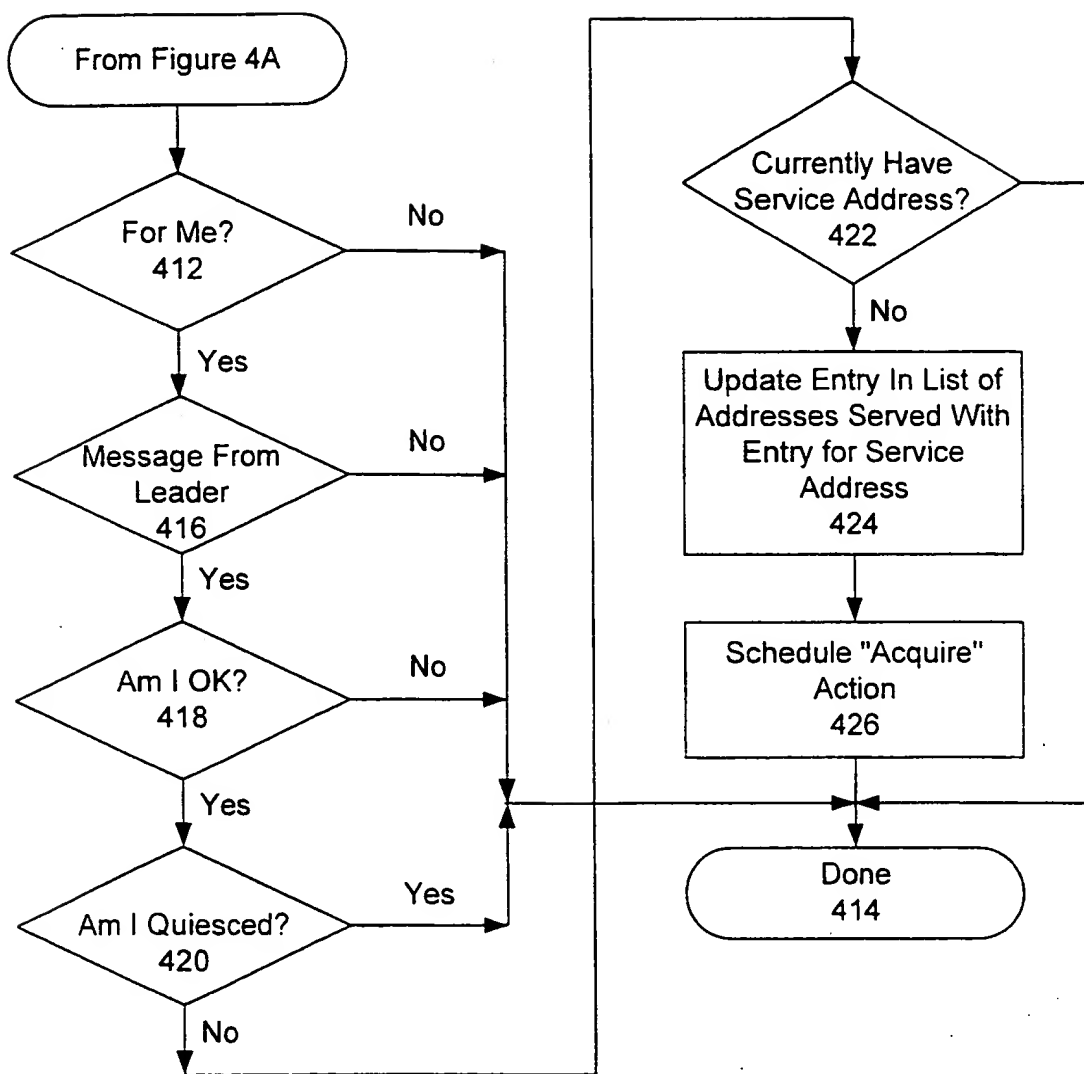 From Figure 4A
For Me?
412
No
Yes
Message From
Leader
416
No
Yes
Am I OK?
418
No
Yes
Am I Quiesced?
420
Yes
No
Currently Have
Service Address?
422
No
Update Entry In List of
Addresses Served With
Entry for Service
Address
424
Schedule "Acquire"
Action
426
Done
414